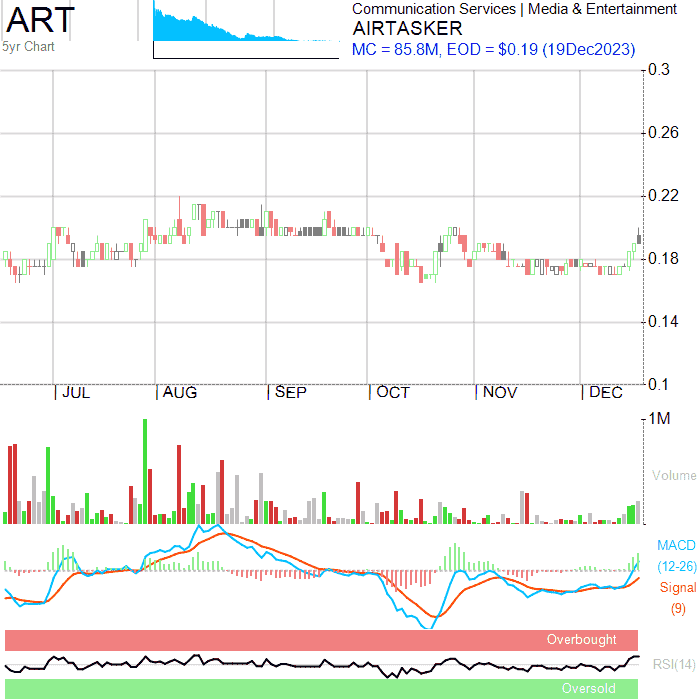 ART
5yr Chart
Communication Services | Media & Entertainment
AIRTASKER
MC = 85.8M, EOD = $0.19 (19Dec2023)
0.3
0.26
0.22
0.18
0.14
0.1
JUL AUG SEP OCT NOV DEC
1M
Volume
MACD
(12-26)
Signal
(9)
Overbought
RSI(14)
Oversold